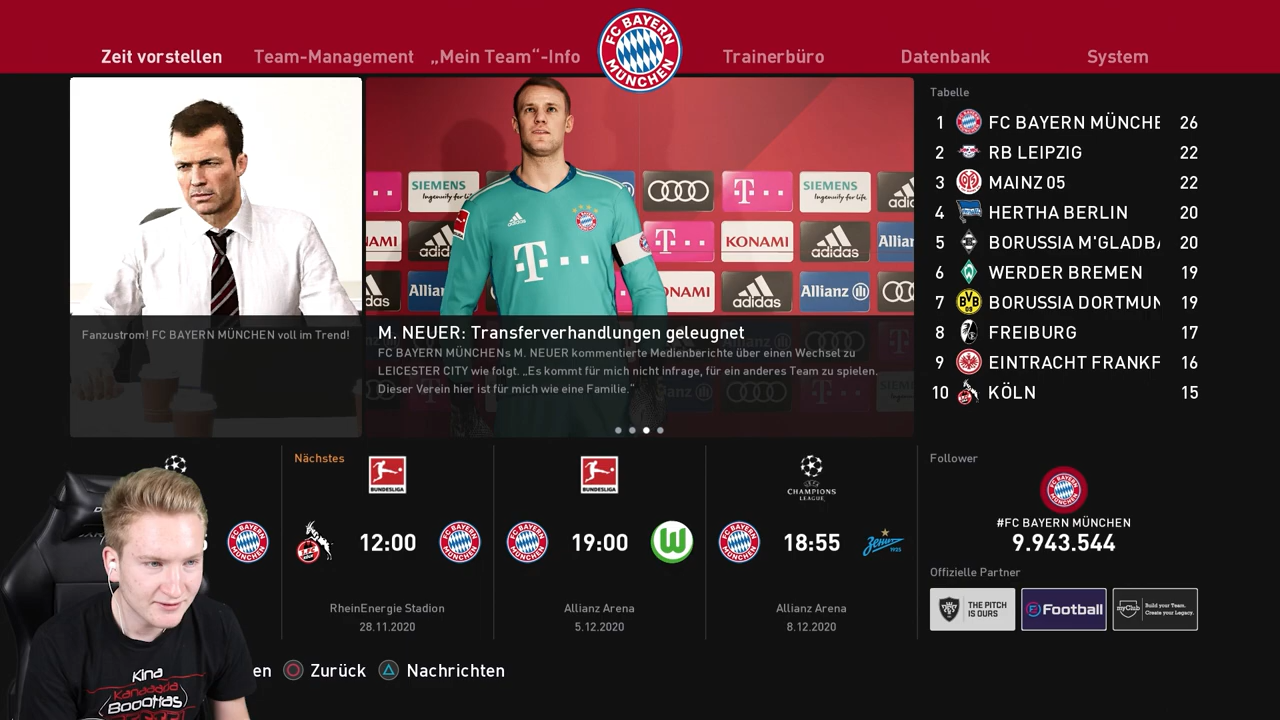 Zeit vorstellen
Team-Management
„Mein Team“-Info
FC BAYERN MÜNCHEN
Trainerbüro
Datenbank
System
Fanzustrom! FC BAYERN MÜNCHEN voll im Trend!
SIEMENS
Ingenuity for life
adidas
KONAMI
Allianz
M. NEUER: Transferverhandlungen geleugnet
FC BAYERN MÜNCHENs M. NEUER kommentierte Medienberichte über einen Wechsel zu
LEICESTER CITY wie folgt. „Es kommt für mich nicht infrage, für ein anderes Team zu spielen.
Dieser Verein hier ist für mich wie eine Familie.“
Tabelle
1 FC BAYERN MÜNCHE 26
2 RB LEIPZIG 22
3 MAINZ 05 22
4 HERTHA BERLIN 20
5 BORUSSIA M'GLADBA 20
6 WERDER BREMEN 19
7 BORUSSIA DORTMUN 19
8 FREIBURG 17
9 EINTRACHT FRANKF 16
10 KÖLN 15
Nächstes
BUNDESLIGA
12:00
RheinEnergie Stadion
28.11.2020
BUNDESLIGA
19:00
Allianz Arena
5.12.2020
CHAMPIONS
LEAGUE
18:55
Allianz Arena
8.12.2020
Follower
#FC BAYERN MÜNCHEN
9.943.544
Offizielle Partner
THE PITCH
IS OURS
eFootball
myClub
Build your Team.
Create your Legacy.
en
Zurück
Nachrichten
Kina
Kanaaada
BoooHas